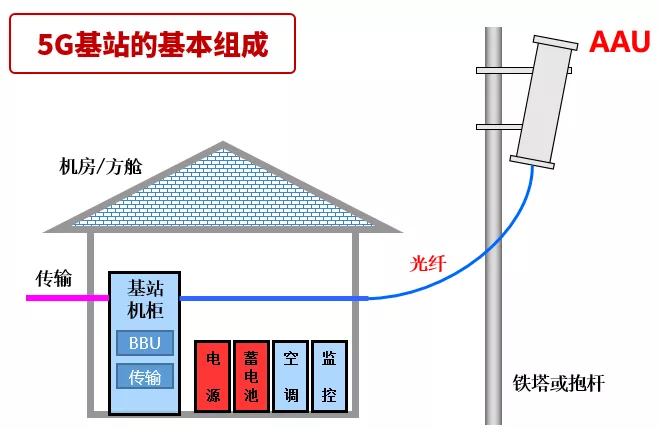 5G基站的基本组成
AAU
机房/方舱
传输
基站
机柜
BBU
传输
电源
蓄电池
空调
监控
光纤
铁塔或抱杆